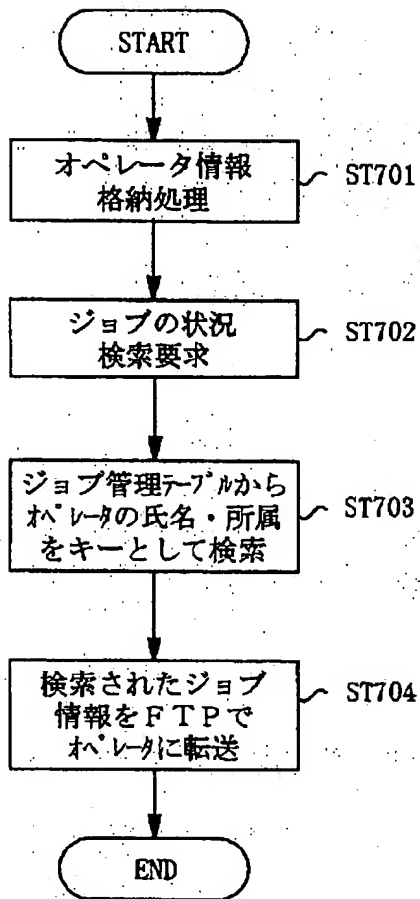 START
オペレータ情報
格納処理
ST701
ジョブの状況
検索要求
ST702
ジョブ管理ﾃｰﾌﾞﾙから
ｵﾍﾟﾚｰﾀの氏名・所属
をキーとして検索
ST703
検索されたジョブ
情報をＦＴＰで
ｵﾍﾟﾚｰﾀに転送
ST704
END